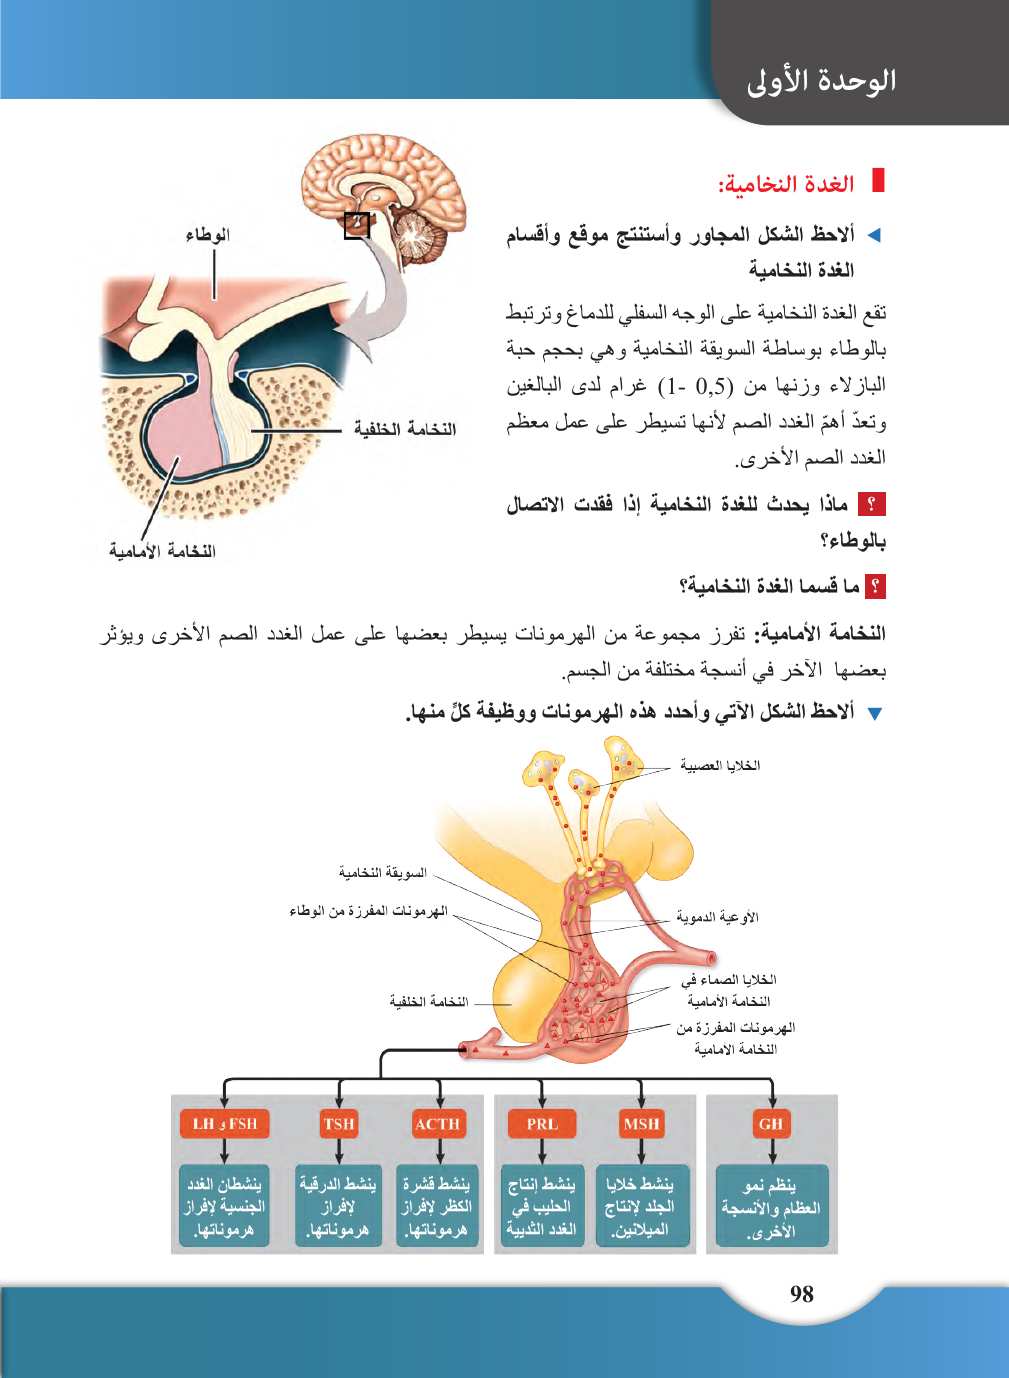 الوحدة الأولى
الغدة النخامية:
ألاحظ الشكل المجاور وأستنتج موقع وأقسام
الغدة النخامية
تقع الغدة النخامية على الوجه السفلي للدماغ وترتبط
بالوطاء بوساطة السويقة النخامية وهي بحجم حبة
البازلاء وزنها من (0,5 -1) غرام لدى البالغين
وتعدّ أهمّ الغدد الصم لأنها تسيطر على عمل معظم
الغدد الصم الأخرى.
الوطاء
النخامة الخلفية
النخامة الأمامية
؟ ماذا يحدث للغدة النخامية إذا فقدت الاتصال
بالوطاء؟
؟ ما قسما الغدة النخامية؟
النخامة الأمامية: تفرز مجموعة من الهرمونات يسيطر بعضها على عمل الغدد الصم الأخرى ويؤثر
بعضها الآخر في أنسجة مختلفة من الجسم.
ألاحظ الشكل الآتي وأحدد هذه الهرمونات ووظيفة كلٍّ منها.
الخلايا العصبية
السويقة النخامية
الهرمونات المفرزة من الوطاء
الأوعية الدموية
الخلايا الصماء في
النخامة الأمامية
النخامة الخلفية
الهرمونات المفرزة من
النخامة الامامية
GH
ينظم نمو
العظام والأنسجة
الأخرى.
MSH
ينشط خلايا
الجلد لإنتاج
الميلانين.
PRL
ينشط إنتاج
الحليب في
الغدد الثديية
ACTH
ينشط قشرة
الكظر لإفراز
هرموناتها.
TSH
ينشط الدرقية
لإفراز
هرموناتها.
FSH و LH
ينشطان الغدد
الجنسية لإفراز
هرموناتها.
98